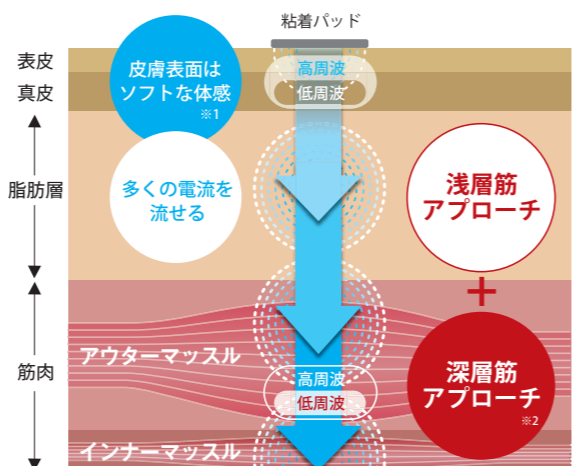 粘着パッド
表皮
真皮
脂肪層
筋肉
皮膚表面は
ソフトな体感
※1
多くの電流を
流せる
高周波
低周波
浅層筋
アプローチ
+
深層筋
アプローチ
※2
アウターマッスル
高周波
低周波
インナーマッスル